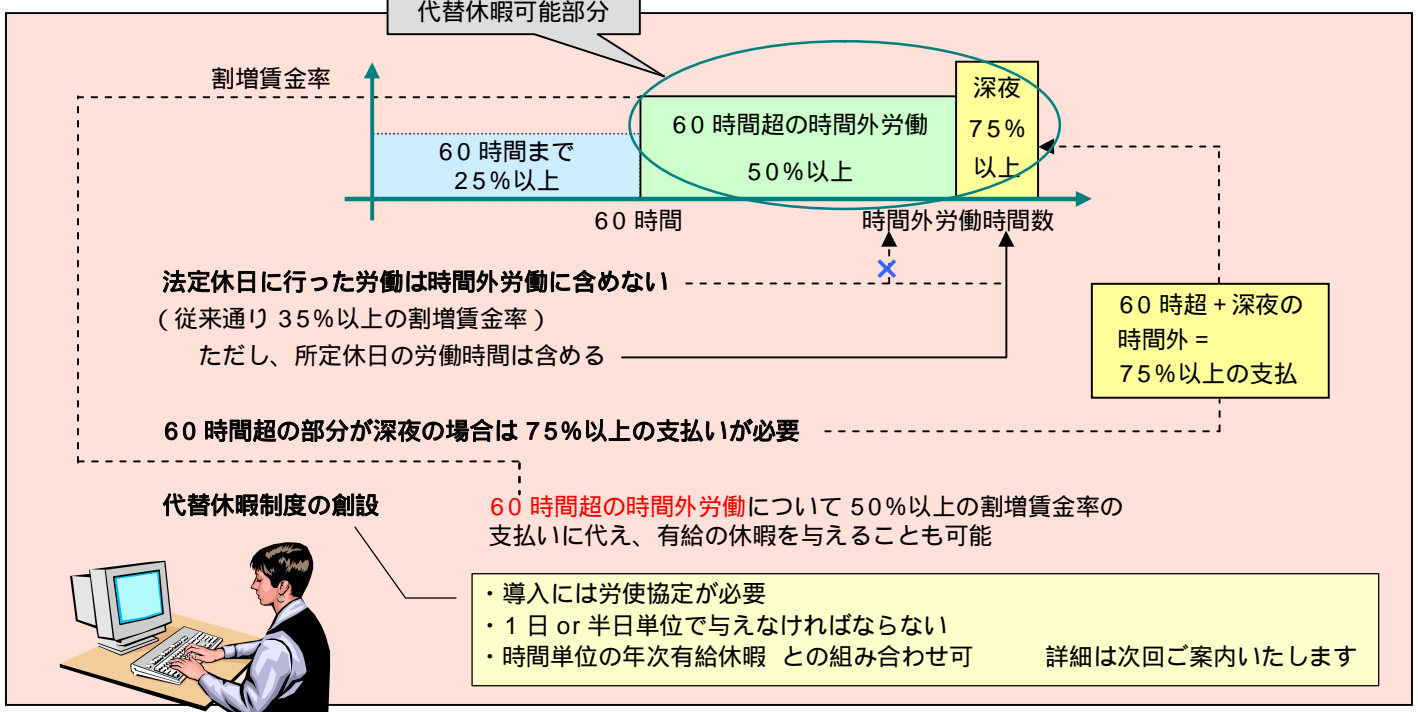 代替休暇可能部分
割増賃金率
深夜
75%
以上
60時間超の時間外労働
50%以上
60時間まで
25%以上
60時間
時間外労働時間数
×
法定休日に行った労働は時間外労働に含めない
(従来通り35%以上の割増賃金率)
ただし、所定休日の労働時間は含める
60時超+深夜の
時間外=
75%以上の支払
60時間超の部分が深夜の場合は75%以上の支払いが必要
代替休暇制度の創設
60時間超の時間外労働について50%以上の割増賃金率の
支払いに代え、有給の休暇を与えることも可能
・導入には労使協定が必要
・1日or半日単位で与えなければならない
・時間単位の年次有給休暇 との組み合わせ可 詳細は次回ご案内いたします